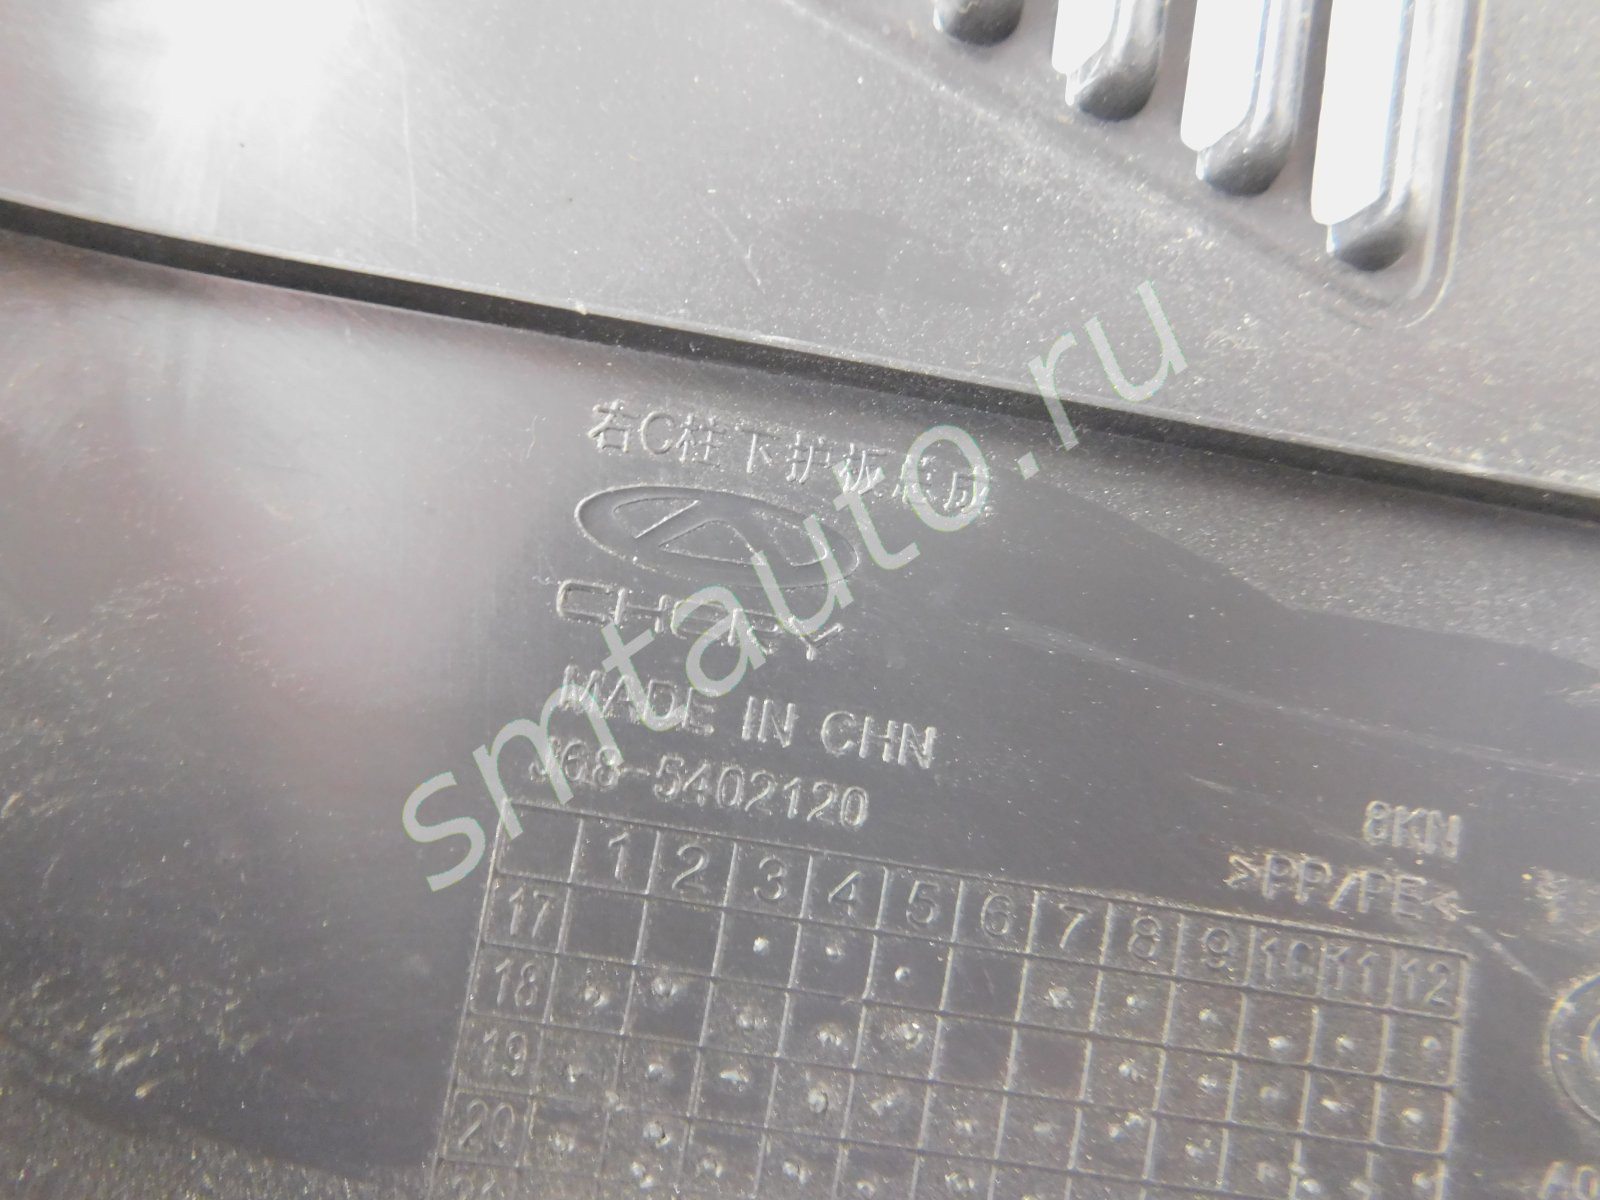 右C柱下护板总成
CHERY
MADE IN CHN
J68-5402120
8KN
>PP/PE<
1 2 3 4 5 6 7 8 9 10 11 12
17
18
19
20
smtauto.ru